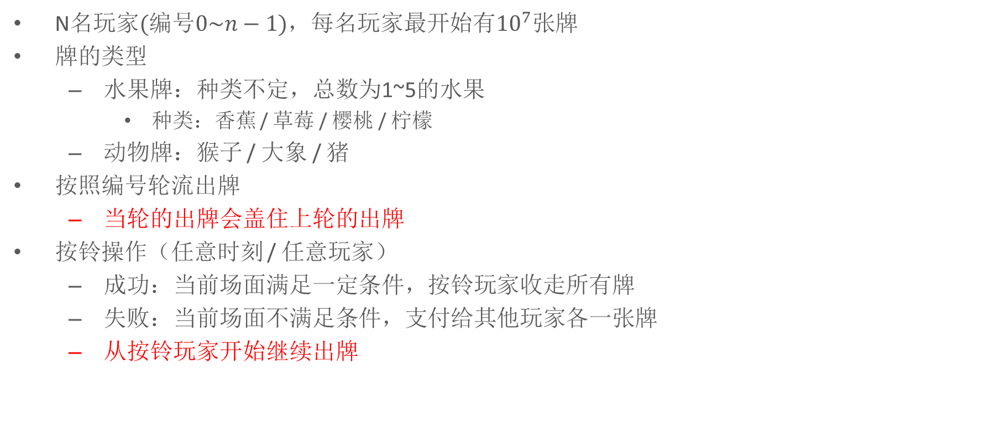 • N名玩家(编号0~n − 1)，每名玩家最开始有10⁷张牌
• 牌的类型
– 水果牌：种类不定，总数为1~5的水果
• 种类：香蕉 / 草莓 / 樱桃 / 柠檬
– 动物牌：猴子 / 大象 / 猪
• 按照编号轮流出牌
– 当轮的出牌会盖住上轮的出牌
• 按铃操作（任意时刻 / 任意玩家）
– 成功：当前场面满足一定条件，按铃玩家收走所有牌
– 失败：当前场面不满足条件，支付给其他玩家各一张牌
– 从按铃玩家开始继续出牌